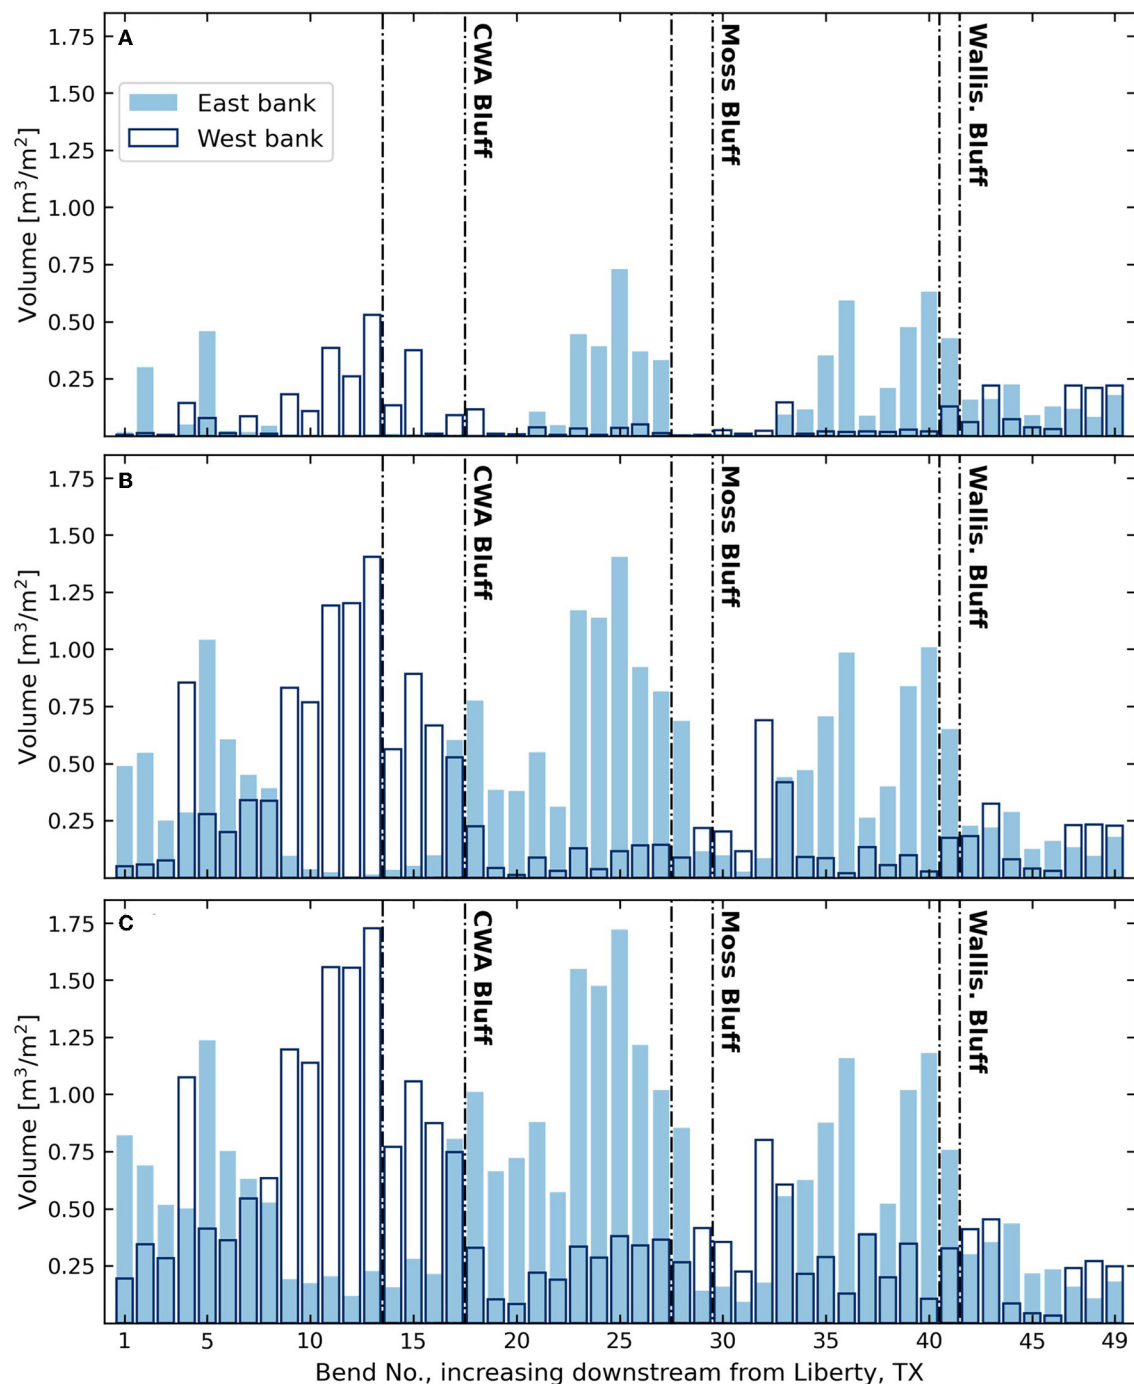 A
1.75
1.50
1.25
1.00
0.75
0.50
0.25
Volume [m³/m²]
East bank
West bank
CWA Bluff
Moss Bluff
Wallis. Bluff
B
1.75
1.50
1.25
1.00
0.75
0.50
0.25
Volume [m³/m²]
CWA Bluff
Moss Bluff
Wallis. Bluff
C
1.75
1.50
1.25
1.00
0.75
0.50
0.25
Volume [m³/m²]
CWA Bluff
Moss Bluff
Wallis. Bluff
1 5 10 15 20 25 30 35 40 45 49
Bend No., increasing downstream from Liberty, TX